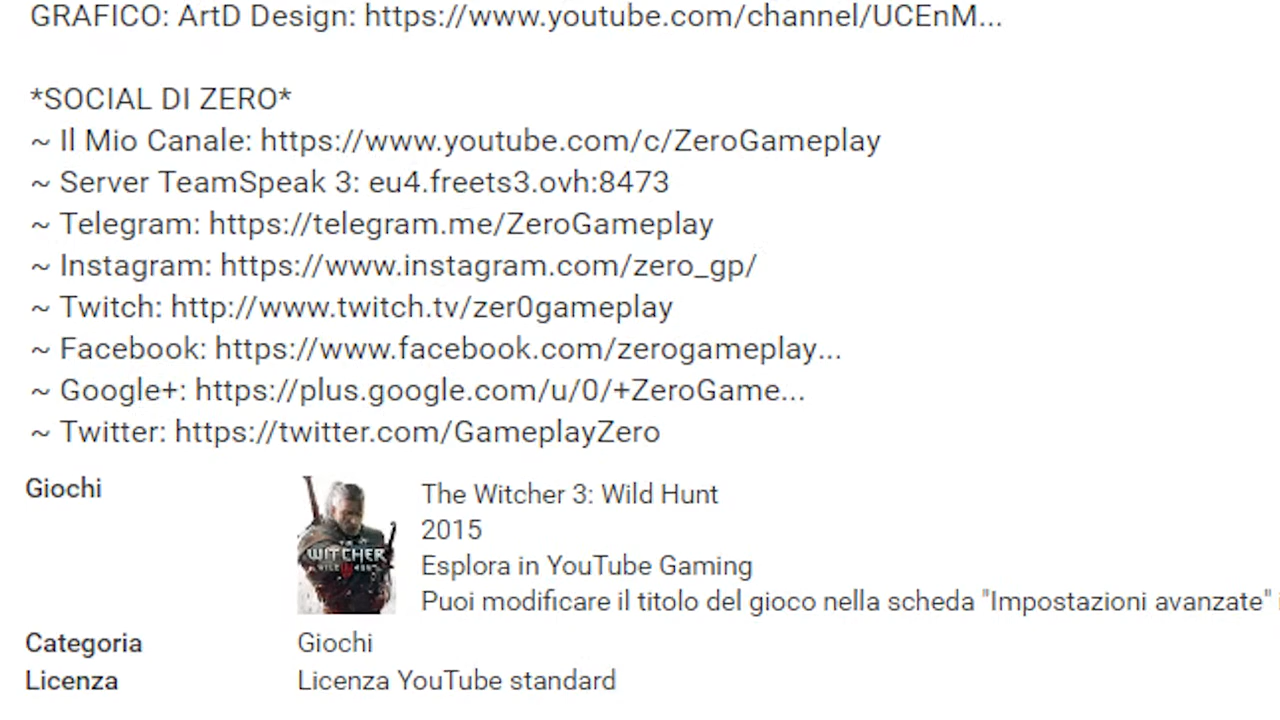 GRAFICO: ArtD Design: https://www.youtube.com/channel/UCEnM...
*SOCIAL DI ZERO*
~ Il Mio Canale: https://www.youtube.com/c/ZeroGameplay
~ Server TeamSpeak 3: eu4.freets3.ovh:8473
~ Telegram: https://telegram.me/ZeroGameplay
~ Instagram: https://www.instagram.com/zero_gp/
~ Twitch: http://www.twitch.tv/zer0gameplay
~ Facebook: https://www.facebook.com/zerogameplay...
~ Google+: https://plus.google.com/u/0/+ZeroGame...
~ Twitter: https://twitter.com/GameplayZero
Giochi
WITCHER
WILD HUNT
The Witcher 3: Wild Hunt
2015
Esplora in YouTube Gaming
Puoi modificare il titolo del gioco nella scheda "Impostazioni avanzate"
Categoria Giochi
Licenza Licenza YouTube standard